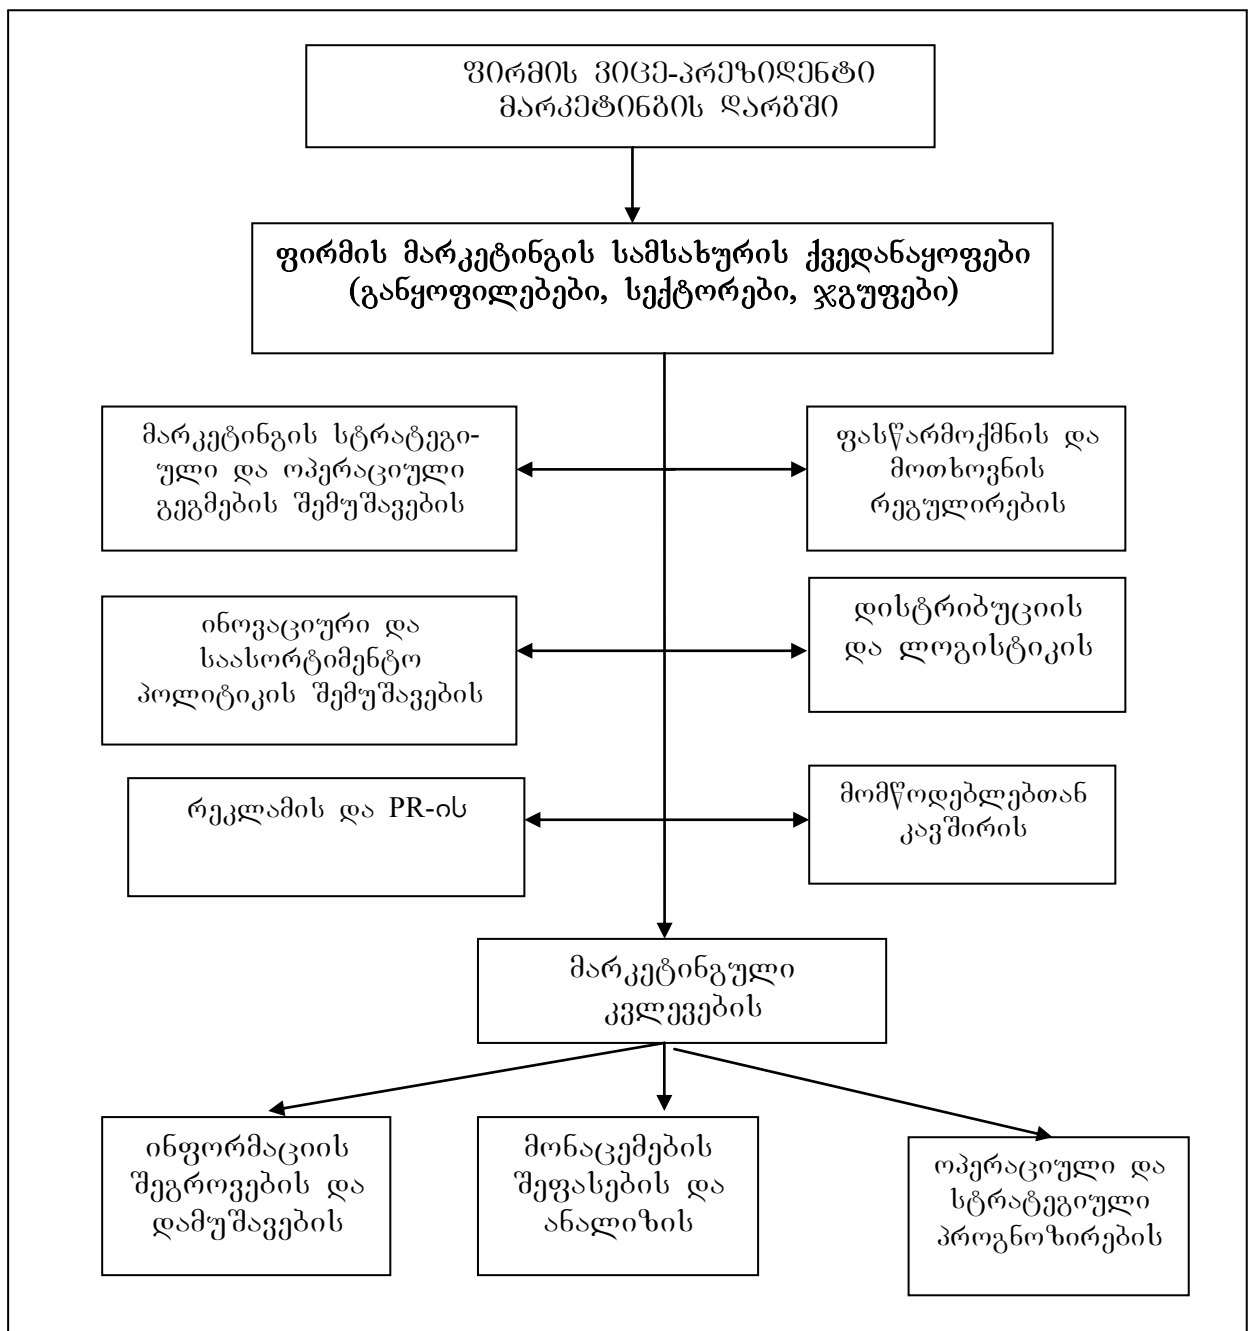 ფირმის ვიცე-პრეზიდენტი
მარკეტინგის დარგში
ფირმის მარკეტინგის სამსახურის ქვედანაყოფები
(განყოფილებები, სექტორები, ჯგუფები)
მარკეტინგის სტრატეგი-
ული და ოპერაციული
გეგმების შემუშავების
ფასწარმოქმნის და
მოთხოვნის
რეგულირების
ინოვაციური და
საასორტიმენტო
პოლიტიკის შემუშავების
დისტრიბუციის
და ლოგისტიკის
რეკლამის და PR-ის
მომწოდებლებთან
კავშირის
მარკეტინგული
კვლევების
ინფორმაციის
შეგროვების და
დამუშავების
მონაცემების
შეფასების და
ანალიზის
ოპერაციული და
სტრატეგიული
პროგნოზირების